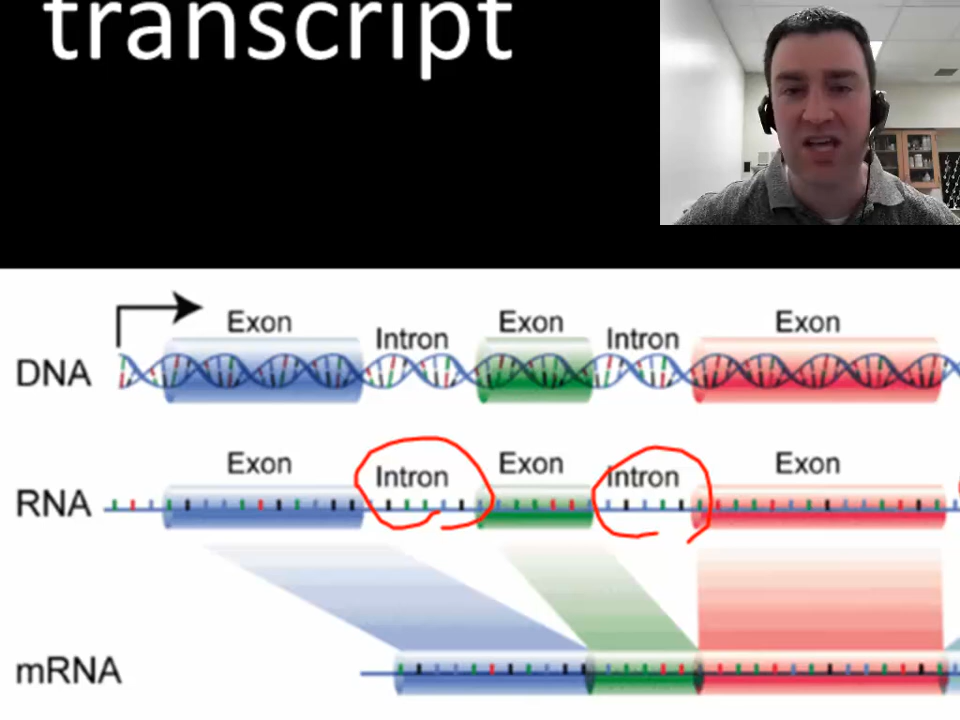 transcript
Exon Intron Exon Intron Exon
DNA
Exon Intron Exon Intron Exon
RNA
mRNA